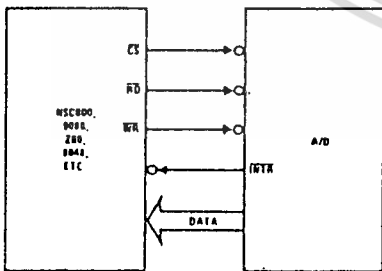 CS
RD
WR
NSC800,
8080,
Z80,
8048,
ETC
A/D
INTR
DATA